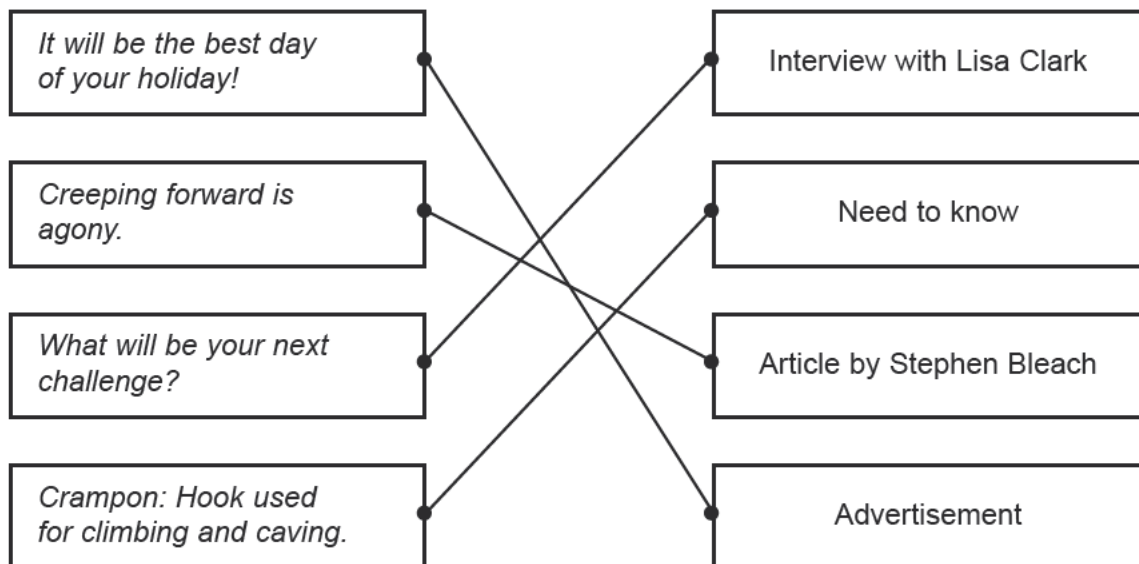 It will be the best day
of your holiday!
Interview with Lisa Clark
Creeping forward is
agony.
Need to know
What will be your next
challenge?
Article by Stephen Bleach
Crampon: Hook used
for climbing and caving.
Advertisement